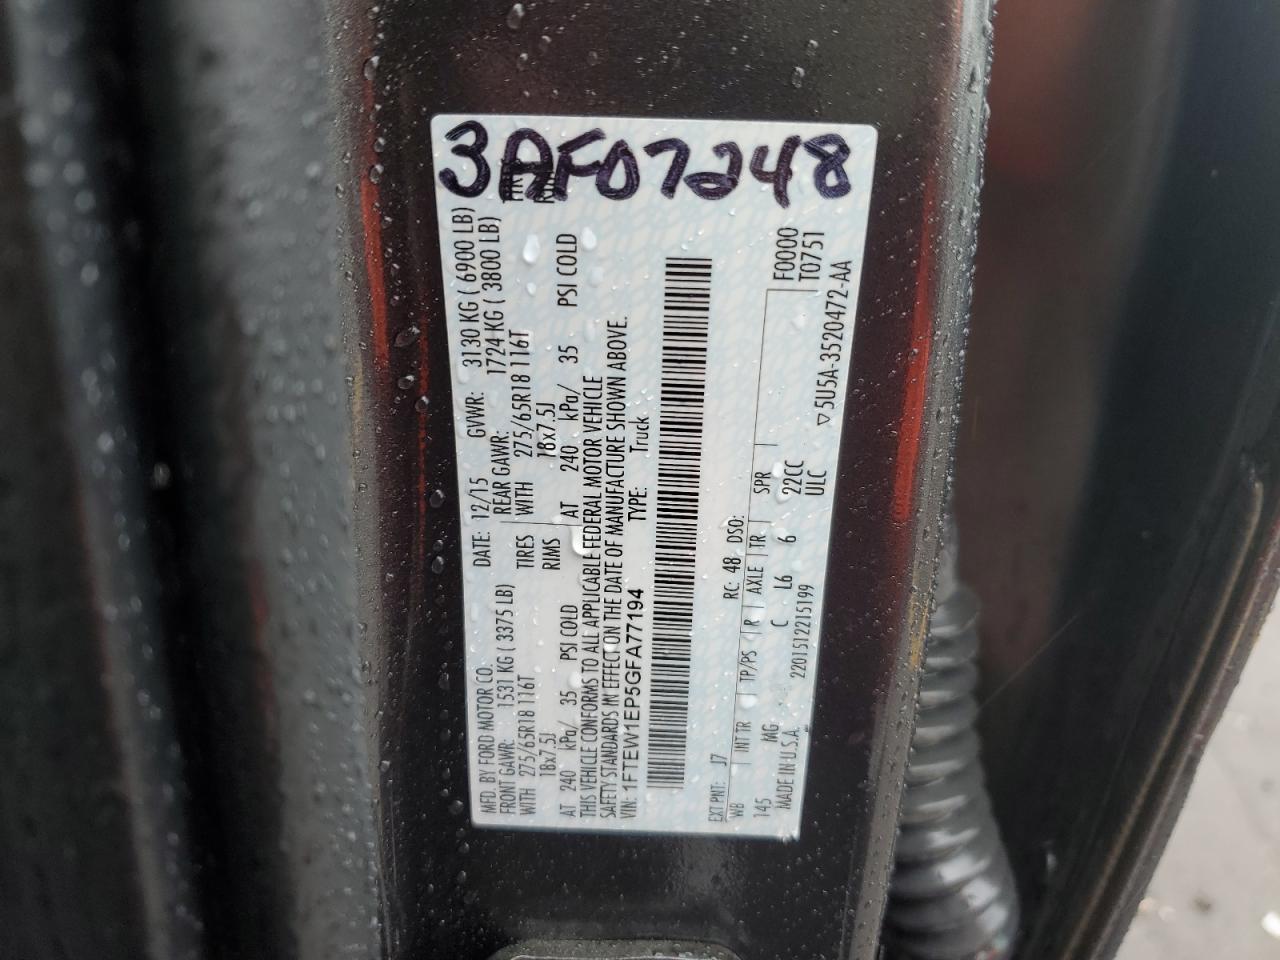 3AF07248
MFD. BY FORD MOTOR CO. DATE: 12/15 GVWR: 3130 KG ( 6900 LB)
FRONT GAWR: 1531 KG ( 3375 LB) REAR GAWR: 1724 KG ( 3800 LB)
WITH 275/65R18 116T TIRES WITH 275/65R18 116T
18x7.5J RIMS 18x7.5J
AT 240 kPa/ 35 PSI COLD AT 240 kPa/ 35 PSI COLD
THIS VEHICLE CONFORMS TO ALL APPLICABLE FEDERAL MOTOR VEHICLE
SAFETY STANDARDS IN EFFECT ON THE DATE OF MANUFACTURE SHOWN ABOVE.
VIN: 1FTEW1EP5GFA77194 TYPE: Truck
EXT PNT: J7 RC: 48 DSO: F0000
WB INT TR TP/PS R AXLE TR SPR T0751
145 MG C L6 6 22CC
MADE IN U.S.A. 2201512215199 ULC ▽5U5A-3520472-AA